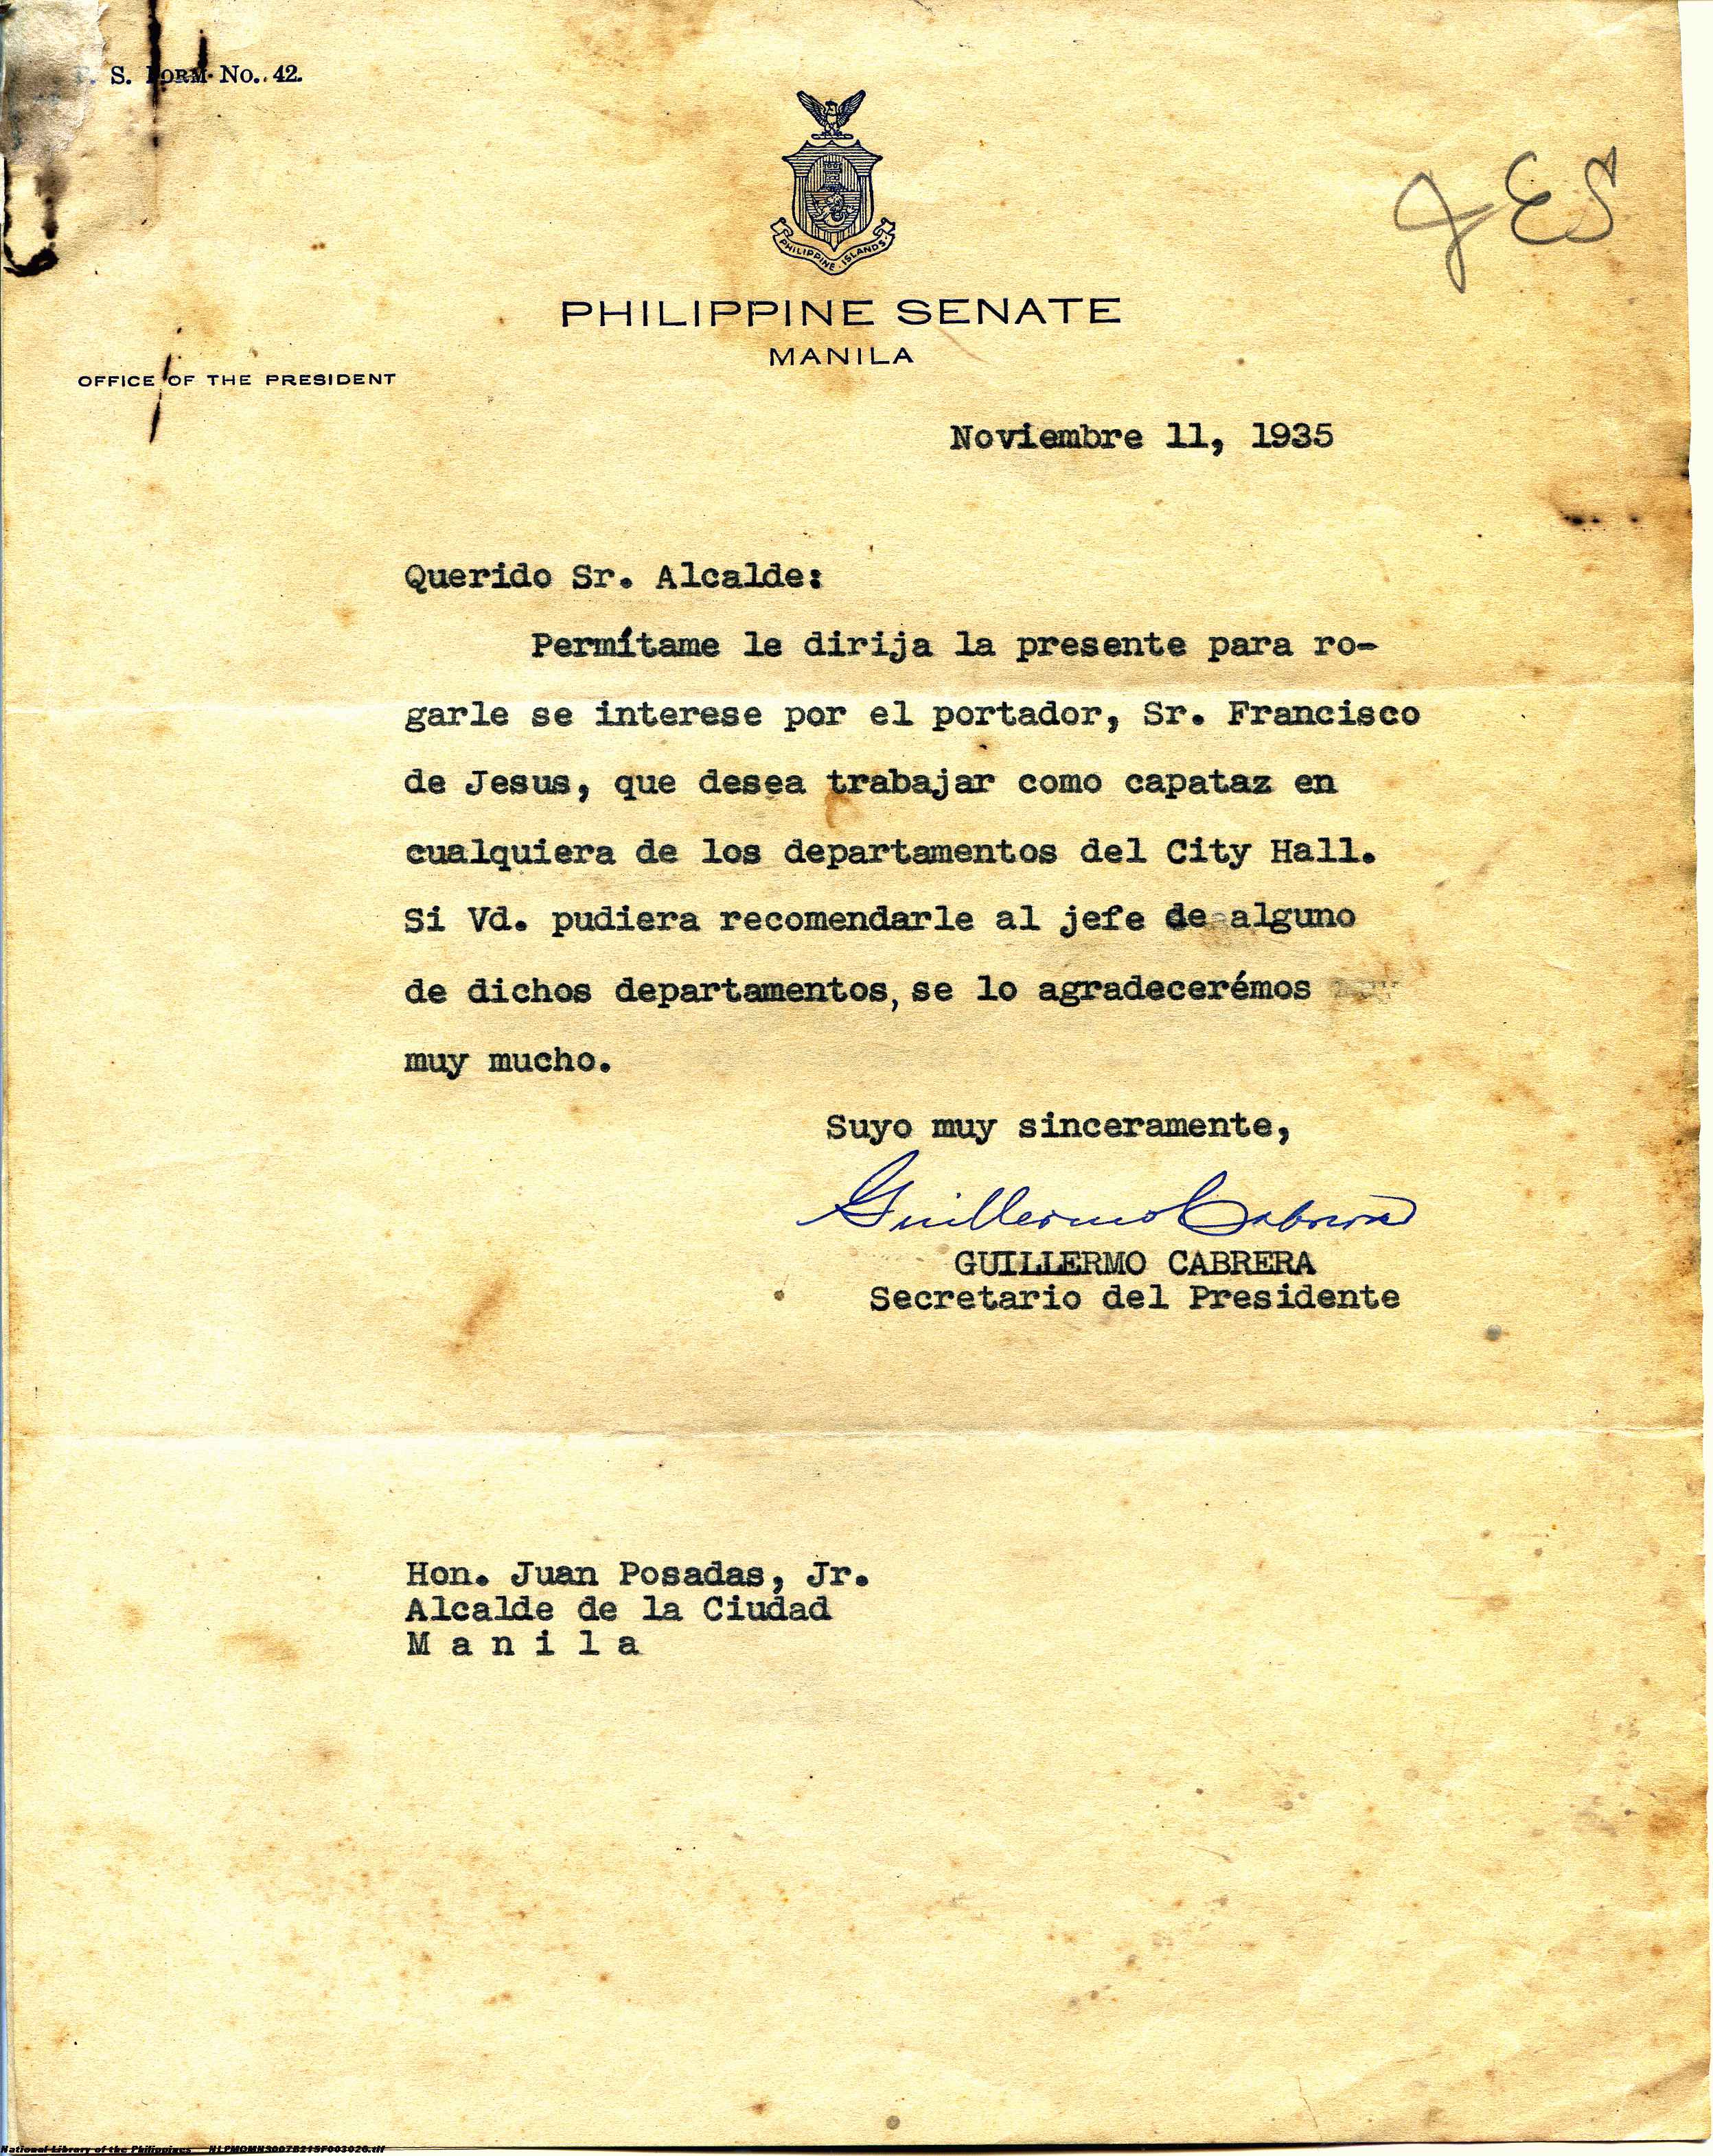 S. FORM No. 42.
JES
PHILIPPINE ISLANDS
PHILIPPINE SENATE
MANILA
OFFICE OF THE PRESIDENT
Noviembre 11, 1935
Querido Sr. Alcalde:
Permítame le dirija la presente para ro-
garle se interese por el portador, Sr. Francisco
de Jesus, que desea trabajar como capataz en
cualquiera de los departamentos del City Hall.
Si Vd. pudiera recomendarle al jefe de alguno
de dichos departamentos, se lo agradecerémos
muy mucho.
Suyo muy sinceramente,
Guillermo Cabrera
GUILLERMO CABRERA
Secretario del Presidente
Hon. Juan Posadas, Jr.
Alcalde de la Ciudad
M a n i l a
National Library of the Philippines